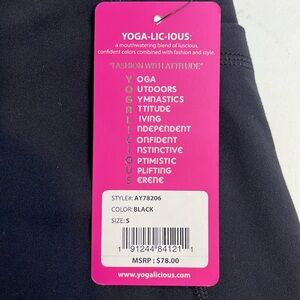 YOGA-LIC-IOUS:
a mouthwatering blend of luscious,
confident colors combined with fashion and style.
"FASHION WITH ATTITUDE"
YOGA
OUTDOORS
GYMNASTICS
ATTITUDE
LIVING
INDEPENDENT
CONFIDENT
INSTINCTIVE
OPTIMISTIC
UPLIFTING
SERENE
STYLE#: AY78206
COLOR: BLACK
SIZE: S
1 91244 84121 1
MSRP : $78.00
www.yogalicious.com